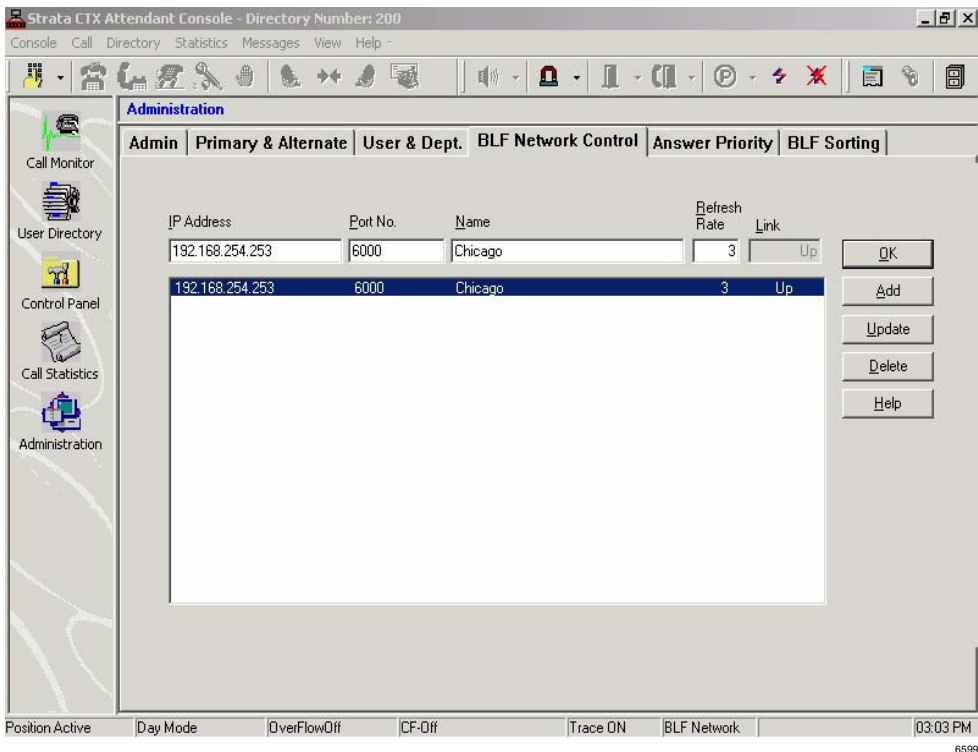 Strata CTX Attendant Console - Directory Number: 200
Console Call Directory Statistics Messages View Help
Administration
Admin Primary & Alternate User & Dept. BLF Network Control Answer Priority BLF Sorting
Call Monitor
User Directory
Control Panel
Call Statistics
Administration
IP Address Port No. Name Refresh Rate Link
192.168.254.253 6000 Chicago 3 Up
192.168.254.253 6000 Chicago 3 Up
OK
Add
Update
Delete
Help
Position Active Day Mode OverFlowOff CF-Off Trace ON BLF Network 03:03 PM